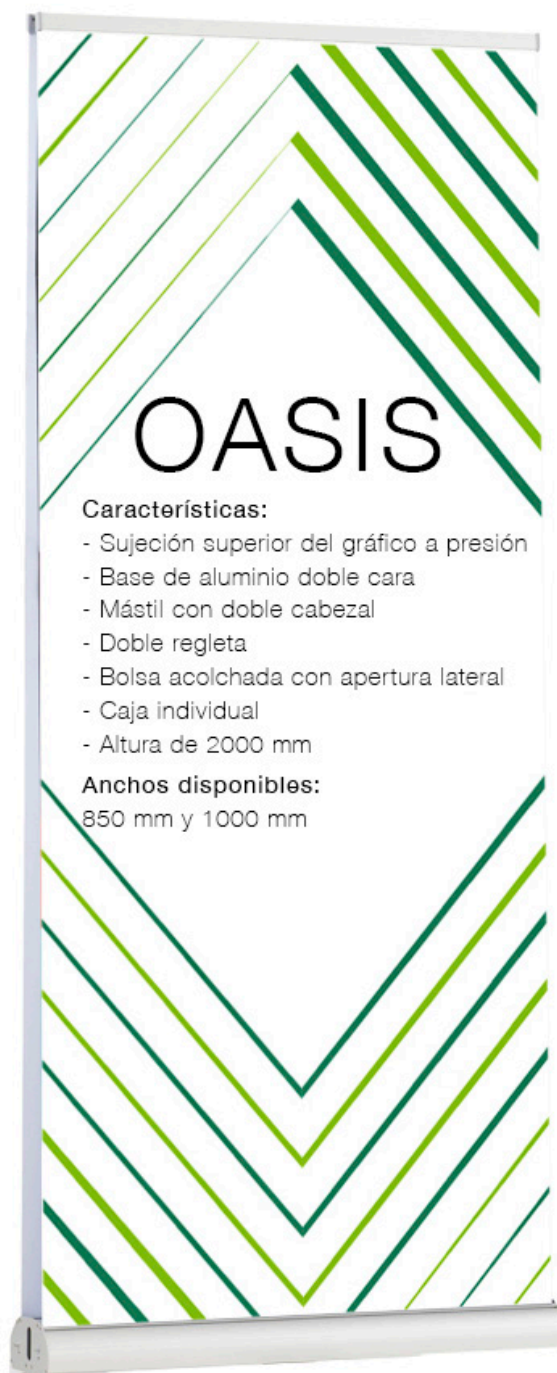 OASIS
Características:
- Sujeción superior del gráfico a presión
- Base de aluminio doble cara
- Mástil con doble cabezal
- Doble regleta
- Bolsa acolchada con apertura lateral
- Caja individual
- Altura de 2000 mm
Anchos disponibles:
850 mm y 1000 mm